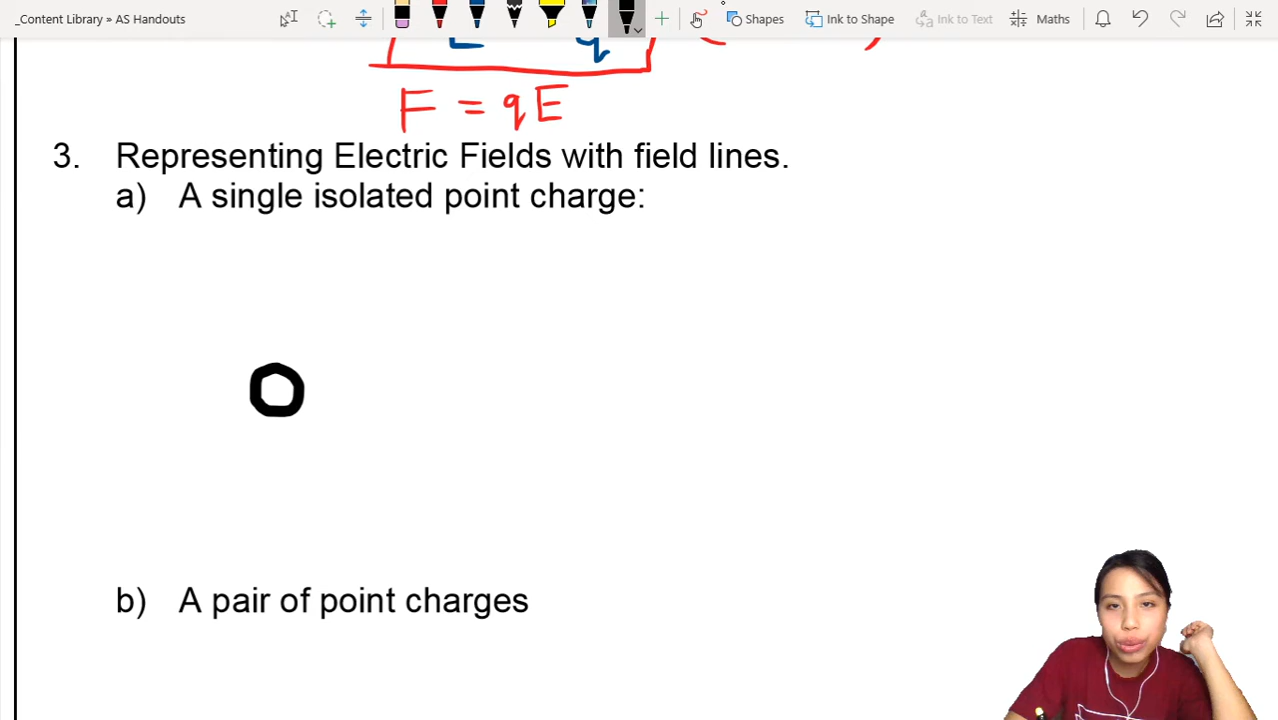 _Content Library » AS Handouts
Shapes
Ink to Shape
Ink to Text
Maths
F = qE
3. Representing Electric Fields with field lines.
a) A single isolated point charge:
b) A pair of point charges